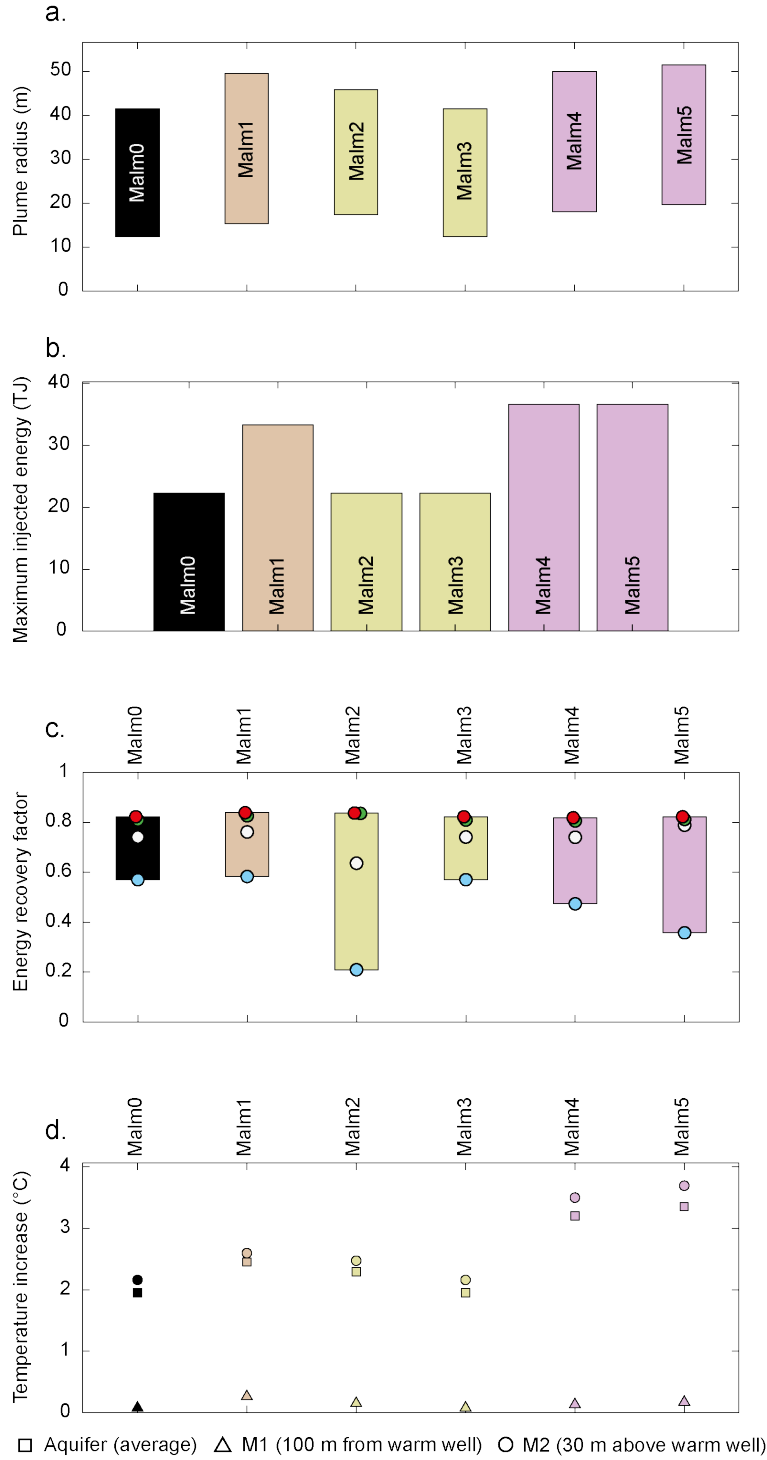 a.
Plume radius (m)
50
40
30
20
10
0
Malm0
Malm1
Malm2
Malm3
Malm4
Malm5
b.
Maximum injected energy (TJ)
40
30
20
10
0
Malm0
Malm1
Malm2
Malm3
Malm4
Malm5
c.
Malm0
Malm1
Malm2
Malm3
Malm4
Malm5
Energy recovery factor
1
0.8
0.6
0.4
0.2
0
d.
Malm0
Malm1
Malm2
Malm3
Malm4
Malm5
Temperature increase (°C)
4
3
2
1
0
Aquifer (average) M1 (100 m from warm well) M2 (30 m above warm well)